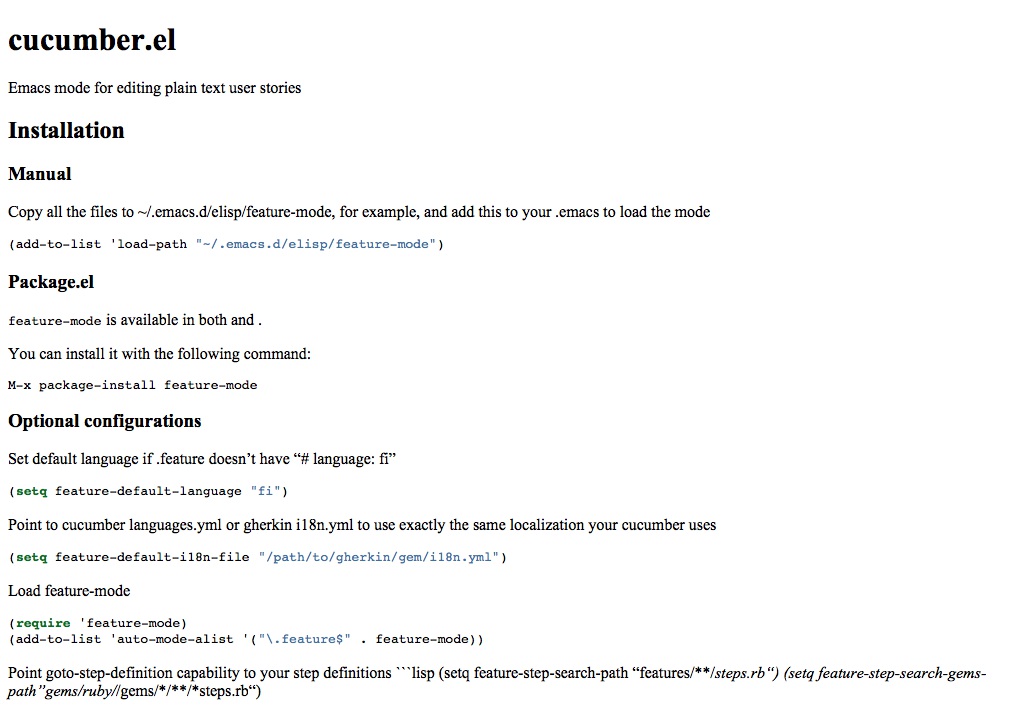 cucumber.el
Emacs mode for editing plain text user stories
Installation
Manual
Copy all the files to ~/.emacs.d/elisp/feature-mode, for example, and add this to your .emacs to load the mode
(add-to-list 'load-path "~/.emacs.d/elisp/feature-mode")
Package.el
feature-mode is available in both and .
You can install it with the following command:
M-x package-install feature-mode
Optional configurations
Set default language if .feature doesn’t have “# language: fi”
(setq feature-default-language "fi")
Point to cucumber languages.yml or gherkin i18n.yml to use exactly the same localization your cucumber uses
(setq feature-default-i18n-file "/path/to/gherkin/gem/i18n.yml")
Load feature-mode
(require 'feature-mode)
(add-to-list 'auto-mode-alist '("\.feature$" . feature-mode))
Point goto-step-definition capability to your step definitions ```lisp (setq feature-step-search-path “features/**/steps.rb“) (setq feature-step-search-gems-
path ”gems/ruby//gems/*/**/*steps.rb“)